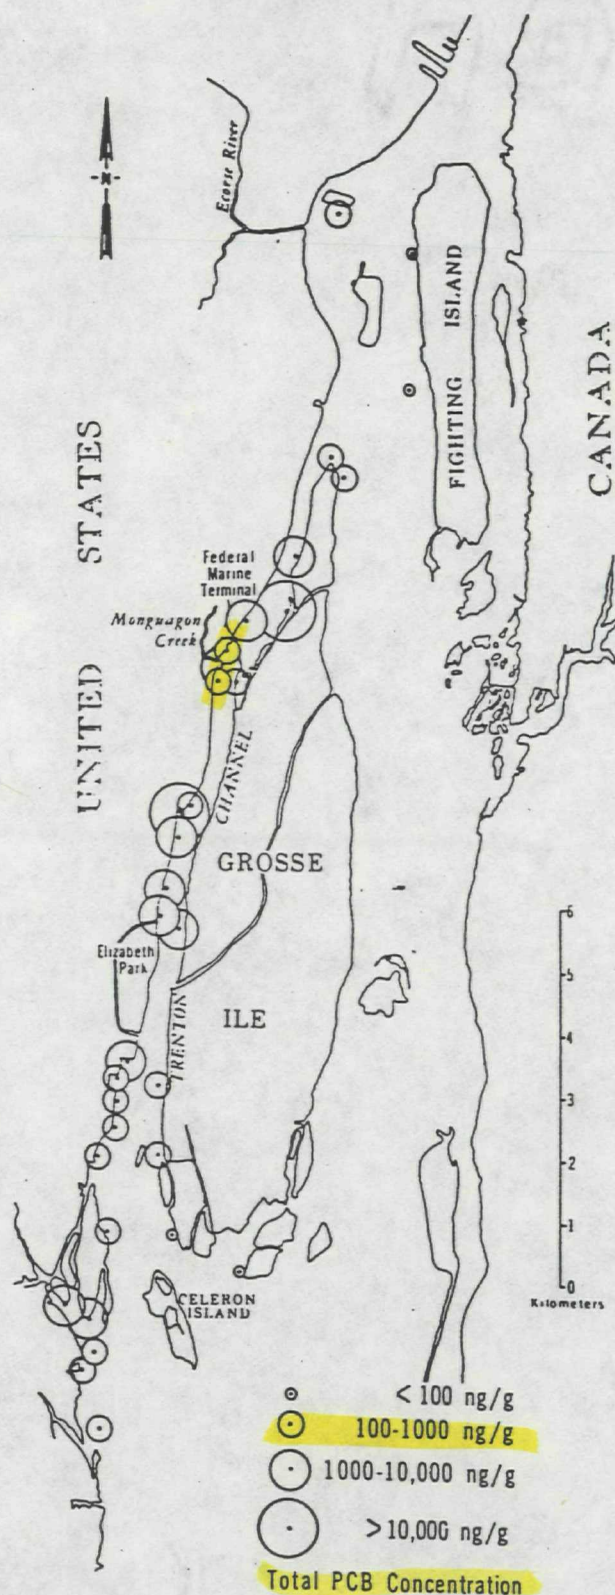 N
Ecorse River
FIGHTING ISLAND
CANADA
UNITED STATES
Federal
Marine
Terminal
Monguagon
Creek
TRENTON CHANNEL
GROSSE
ILE
Elizabeth
Park
6
5
4
3
2
1
0
Kilometers
CELERON
ISLAND
< 100 ng/g
100-1000 ng/g
1000-10,000 ng/g
>10,000 ng/g
Total PCB Concentration